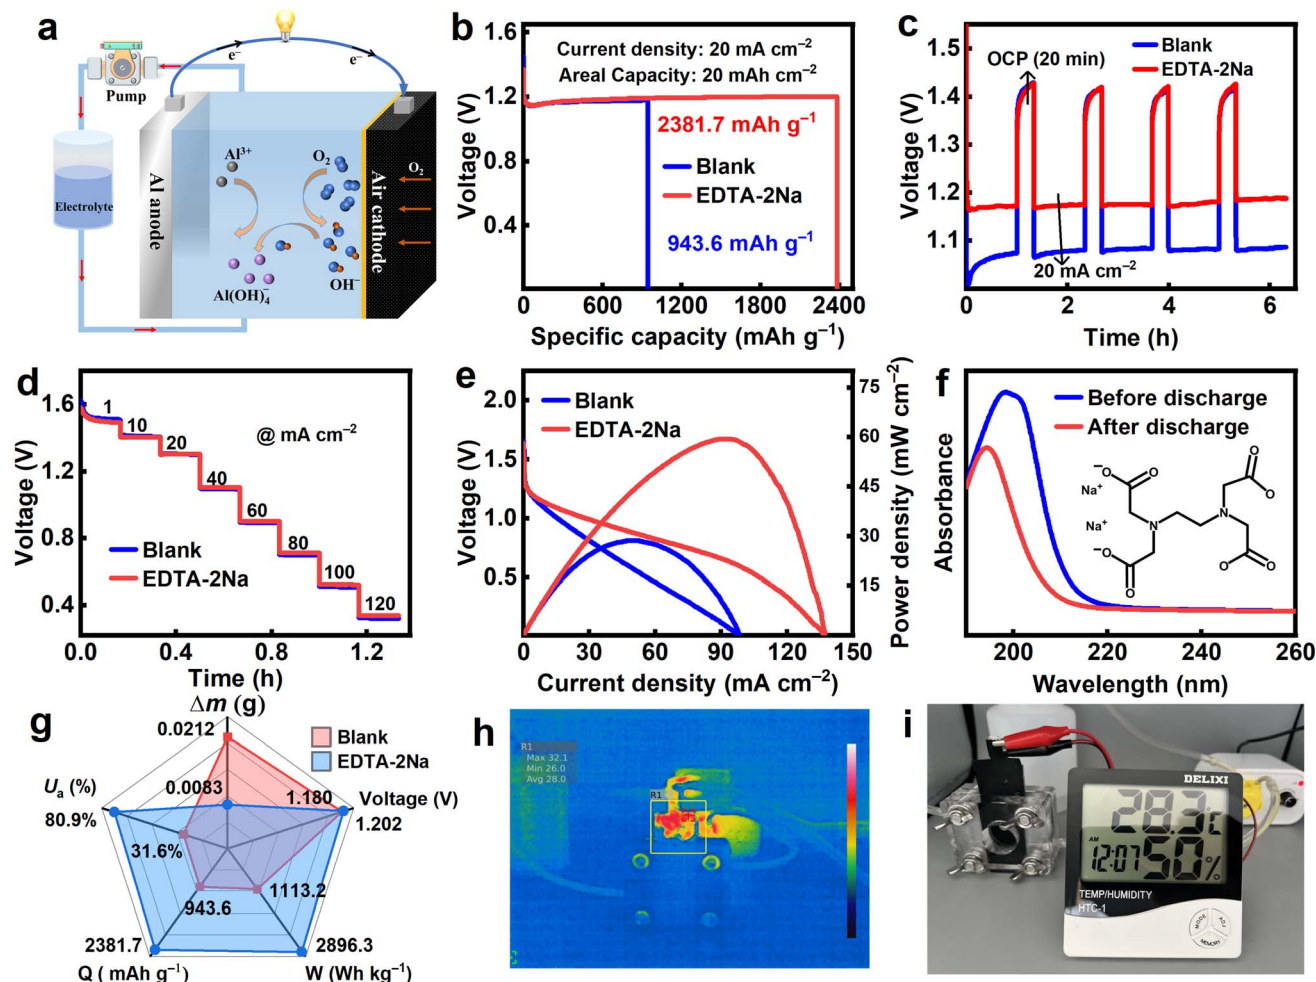 a
e⁻
e⁻
Pump
Electrolyte
Al anode
Al³⁺
O₂
Al(OH)₄⁻
OH⁻
Air cathode
O₂
b
Current density: 20 mA cm⁻²
Areal Capacity: 20 mAh cm⁻²
2381.7 mAh g⁻¹
Blank
EDTA-2Na
943.6 mAh g⁻¹
Voltage (V)
1.6
1.2
0.8
0.4
0
600
1200
1800
2400
Specific capacity (mAh g⁻¹)
c
OCP (20 min)
Blank
EDTA-2Na
20 mA cm⁻²
Voltage (V)
1.5
1.4
1.3
1.2
1.1
0
2
4
6
Time (h)
d
1
10
20
40
60
80
100
120
@ mA cm⁻²
Blank
EDTA-2Na
Voltage (V)
1.6
1.2
0.8
0.4
0.0
0.4
0.8
1.2
Time (h)
e
Blank
EDTA-2Na
Voltage (V)
2.0
1.5
1.0
0.5
Power density (mW cm⁻²)
75
60
45
30
15
0
30
60
90
120
150
Current density (mA cm⁻²)
f
Before discharge
After discharge
⁻O
O
Na⁺
Na⁺
⁻O
O
N
N
O
O
O
O
Absorbance
200
220
240
260
Wavelength (nm)
g
Δm (g)
0.0212
0.0083
Blank
EDTA-2Na
Uₐ (%)
80.9%
31.6%
1.180
Voltage (V)
1.202
943.6
1113.2
2381.7
2896.3
Q ( mAh g⁻¹)
W (Wh kg⁻¹)
h
R1
Max 32.1
Min 26.0
Avg 28.0
R1
i
DELIXI
28.3℃
AM
12:07
50%
TEMP/HUMIDITY
HTC-1
MODE
ADJ
MEMORY